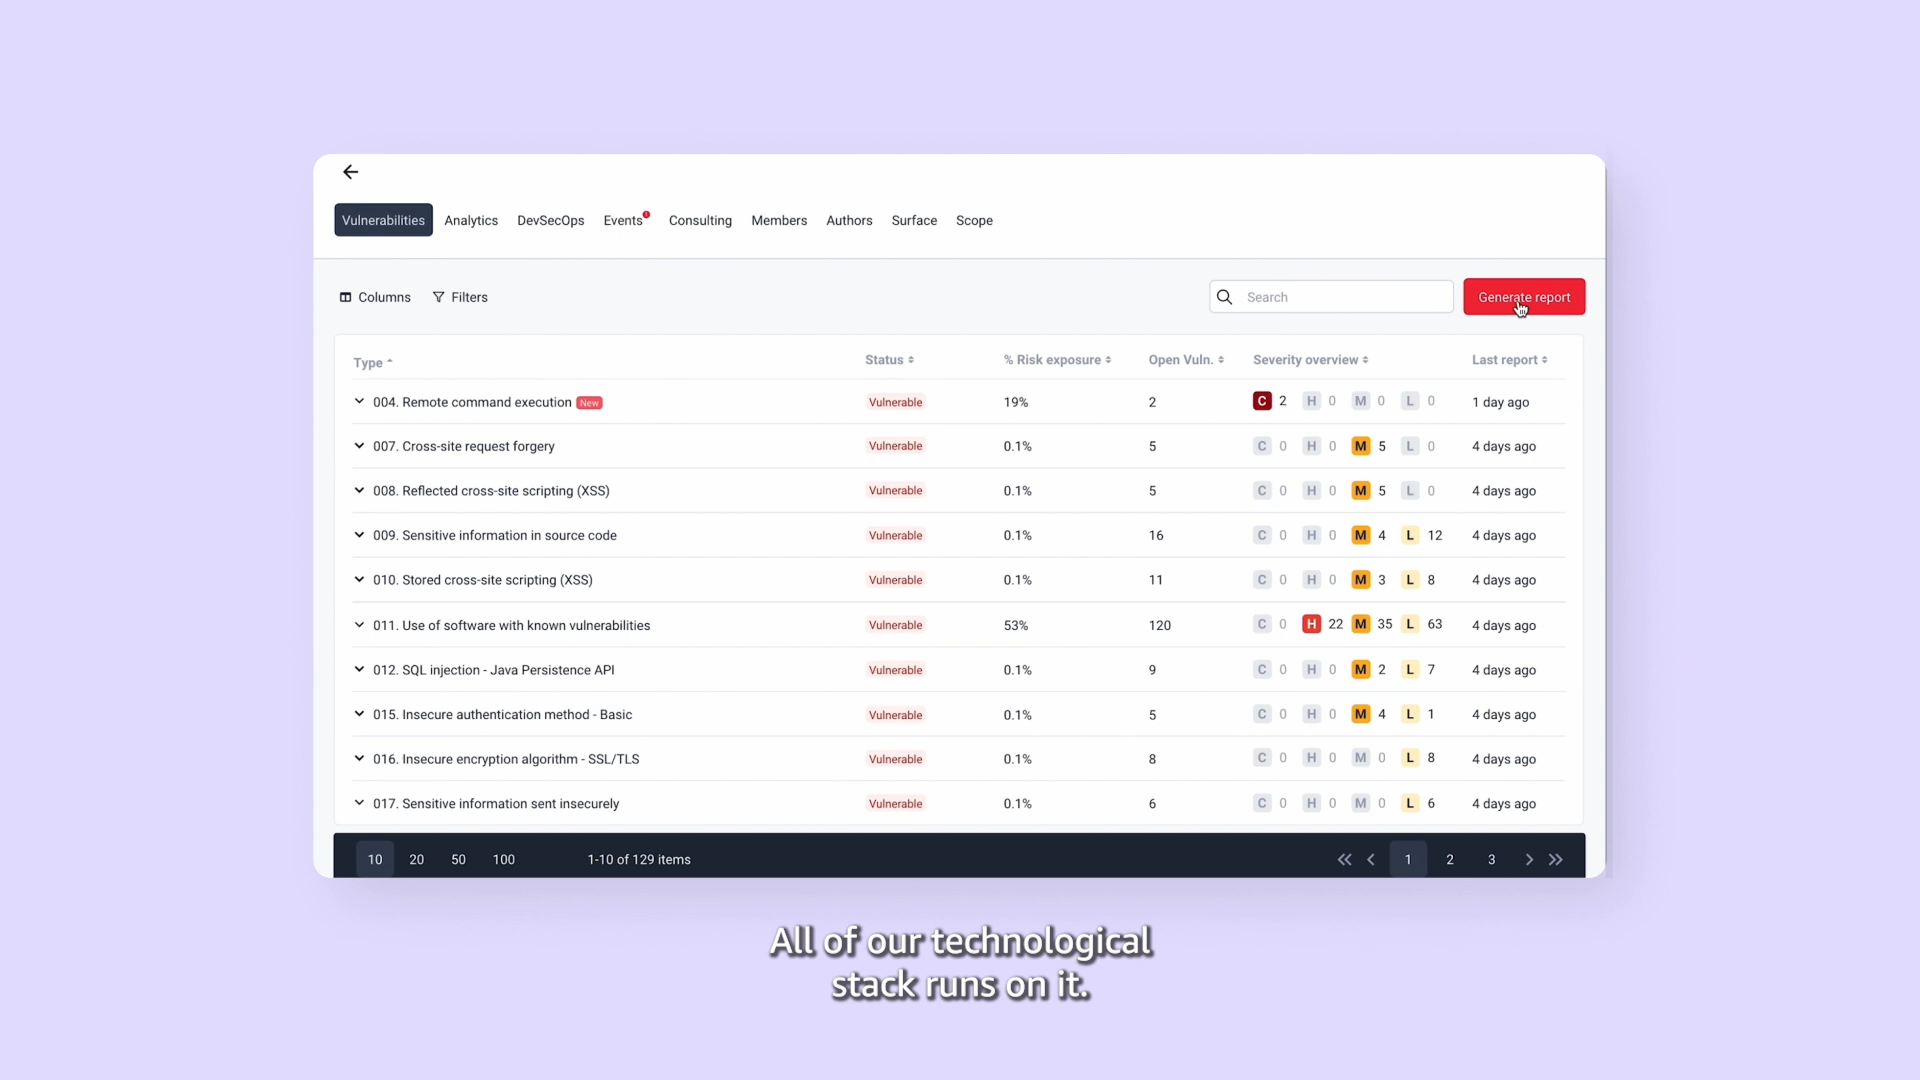 Vulnerabilities Analytics DevSecOps Events Consulting Members Authors Surface Scope
Columns Filters Search Generate report
Type Status % Risk exposure Open Vuln. Severity overview Last report
004. Remote command execution New Vulnerable 19% 2 C 2 H 0 M 0 L 0 1 day ago
007. Cross-site request forgery Vulnerable 0.1% 5 C 0 H 0 M 5 L 0 4 days ago
008. Reflected cross-site scripting (XSS) Vulnerable 0.1% 5 C 0 H 0 M 5 L 0 4 days ago
009. Sensitive information in source code Vulnerable 0.1% 16 C 0 H 0 M 4 L 12 4 days ago
010. Stored cross-site scripting (XSS) Vulnerable 0.1% 11 C 0 H 0 M 3 L 8 4 days ago
011. Use of software with known vulnerabilities Vulnerable 53% 120 C 0 H 22 M 35 L 63 4 days ago
012. SQL injection - Java Persistence API Vulnerable 0.1% 9 C 0 H 0 M 2 L 7 4 days ago
015. Insecure authentication method - Basic Vulnerable 0.1% 5 C 0 H 0 M 4 L 1 4 days ago
016. Insecure encryption algorithm - SSL/TLS Vulnerable 0.1% 8 C 0 H 0 M 0 L 8 4 days ago
017. Sensitive information sent insecurely Vulnerable 0.1% 6 C 0 H 0 M 0 L 6 4 days ago
10 20 50 100 1-10 of 129 items 1 2 3
All of our technological
stack runs on it.